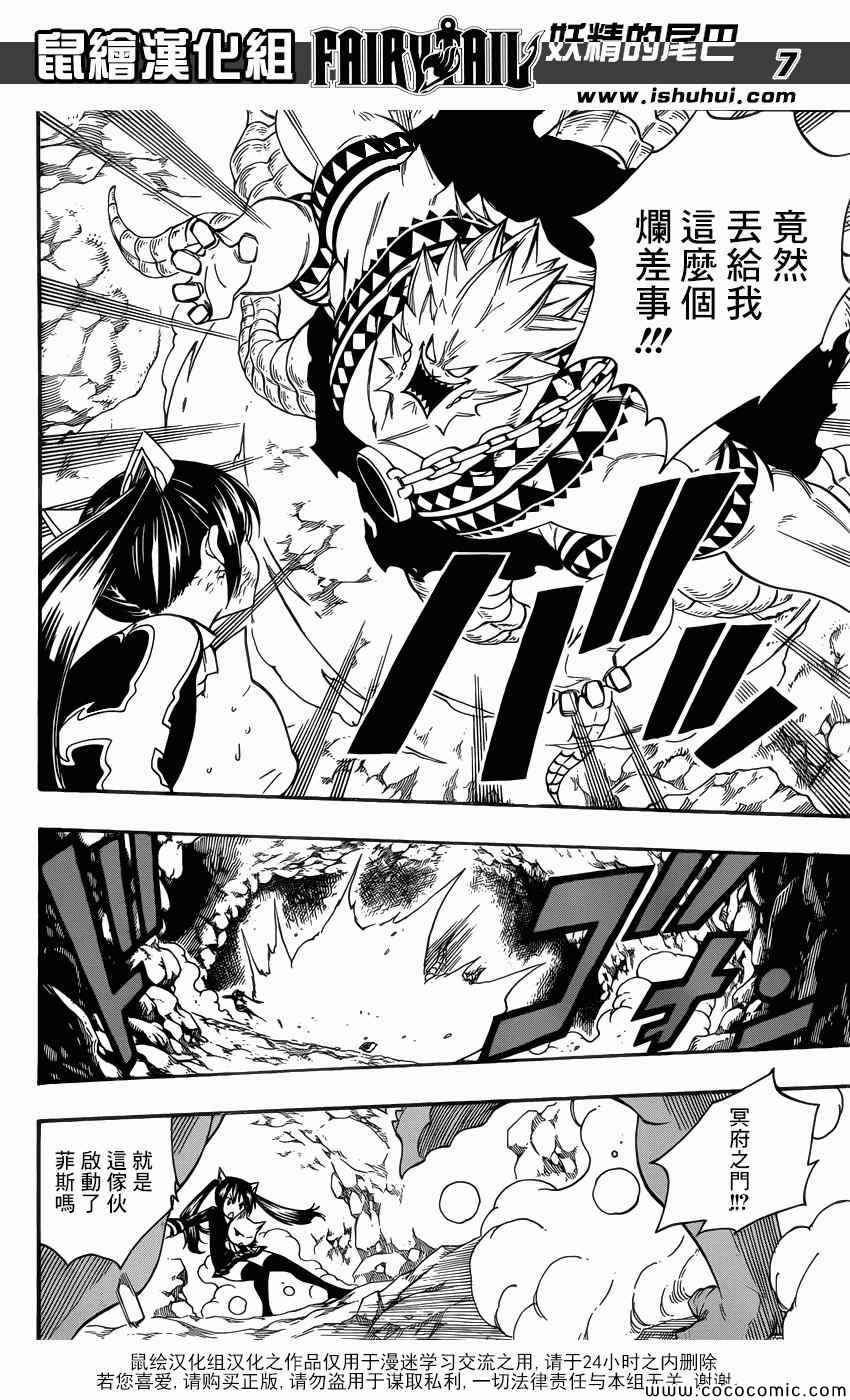 鼠繪漢化組
FAIRY TAIL
妖精的尾巴
7
www.ishuhui.com
竟然
丟給我
這麼個
爛差事
!!!
冥府之門!!?
就是
這傢伙
啟動了
菲斯嗎
鼠绘汉化组汉化之作品仅用于漫迷学习交流之用, 请于24小时之内删除
若您喜爱, 请购买正版, 请勿用于谋取私利, 一切法律责任与本组无关, 谢谢.
www.cococomic.com